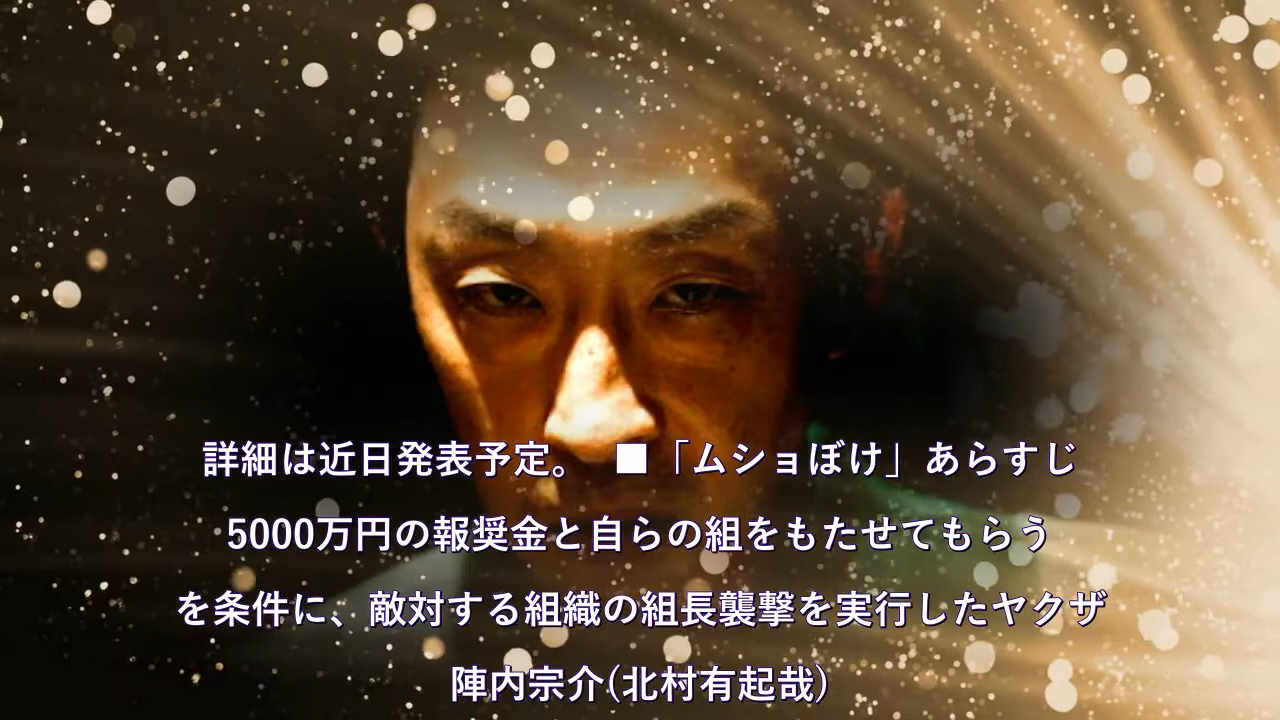 詳細は近日発表予定。　■「ムショぼけ」あらすじ
5000万円の報奨金と自らの組をもたせてもらう
を条件に、敵対する組織の組長襲撃を実行したヤクザ
陣内宗介(北村有起哉)